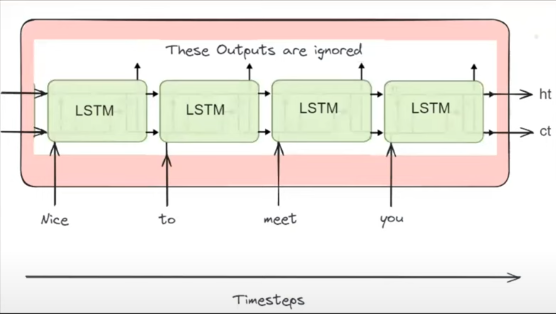 These Outputs are ignored
LSTM LSTM LSTM LSTM
ht
ct
Nice to meet you
Timesteps